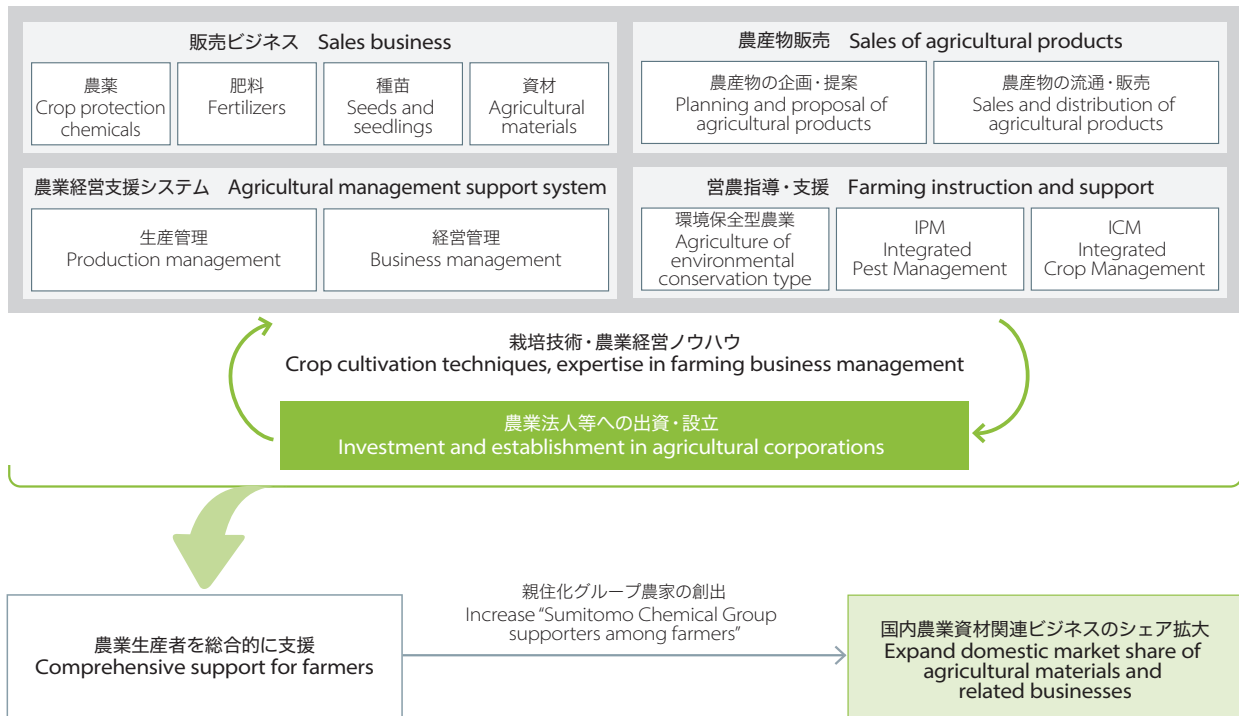 販売ビジネス Sales business
農薬
Crop protection
chemicals
肥料
Fertilizers
種苗
Seeds and
seedlings
資材
Agricultural
materials
農産物販売 Sales of agricultural products
農産物の企画・提案
Planning and proposal of
agricultural products
農産物の流通・販売
Sales and distribution of
agricultural products
農業経営支援システム Agricultural management support system
生産管理
Production management
経営管理
Business management
営農指導・支援 Farming instruction and support
環境保全型農業
Agriculture of
environmental
conservation type
IPM
Integrated
Pest Management
ICM
Integrated
Crop Management
栽培技術・農業経営ノウハウ
Crop cultivation techniques, expertise in farming business management
農業法人等への出資・設立
Investment and establishment in agricultural corporations
農業生産者を総合的に支援
Comprehensive support for farmers
親住化グループ農家の創出
Increase “Sumitomo Chemical Group
supporters among farmers”
国内農業資材関連ビジネスのシェア拡大
Expand domestic market share of
agricultural materials and
related businesses